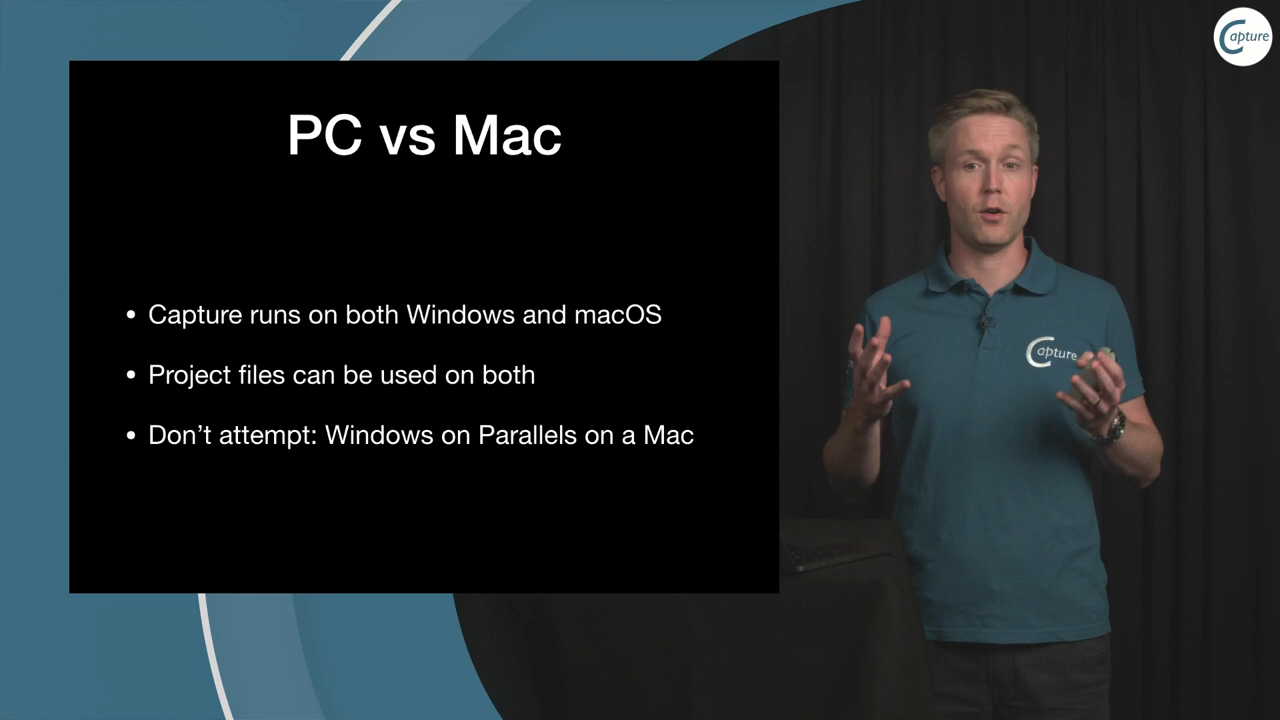 Capture
PC vs Mac
• Capture runs on both Windows and macOS
• Project files can be used on both
• Don’t attempt: Windows on Parallels on a Mac
Capture